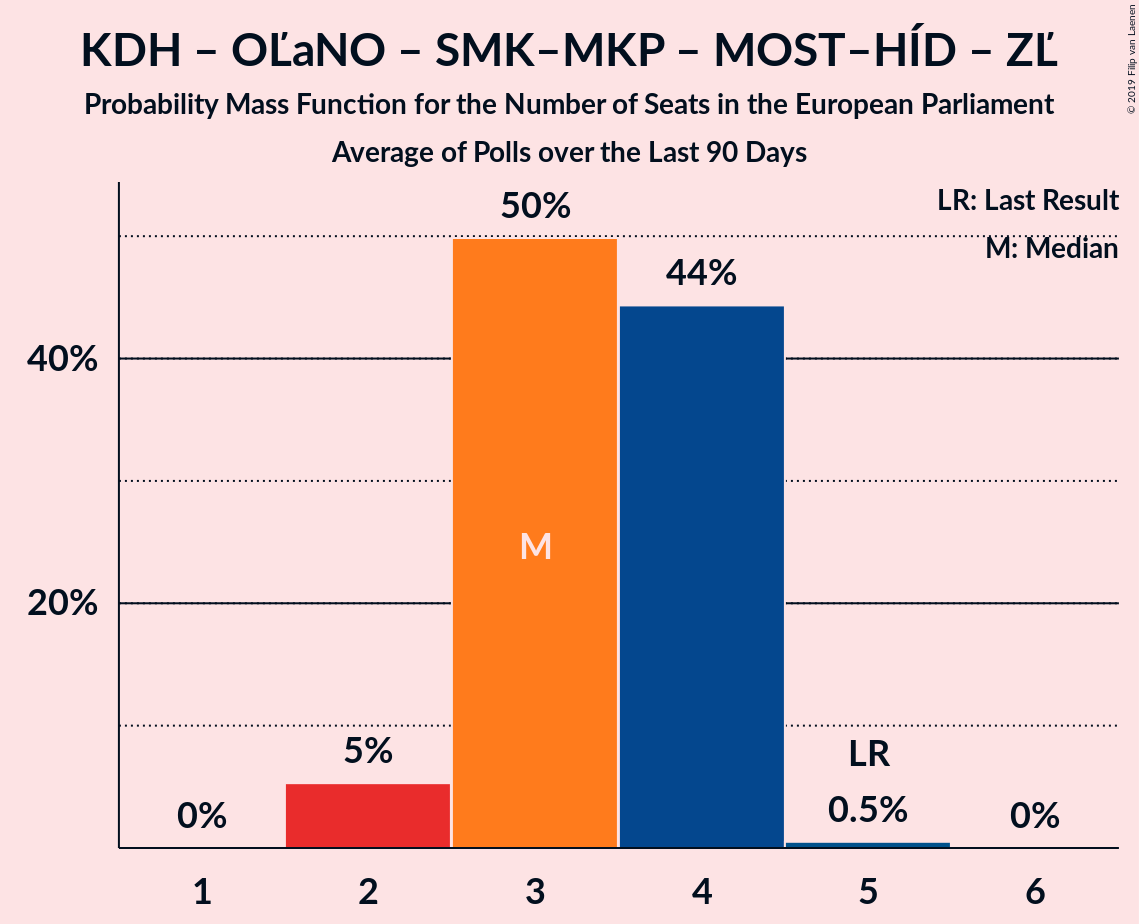 KDH – OĽaNO – SMK–MKP – MOST–HÍD – ZĽ
Probability Mass Function for the Number of Seats in the European Parliament
Average of Polls over the Last 90 Days
© 2019 Filip van Laenen
LR: Last Result
M: Median
50%
44%
40%
M
20%
5%
LR
0%
0.5%
0%
1 2 3 4 5 6